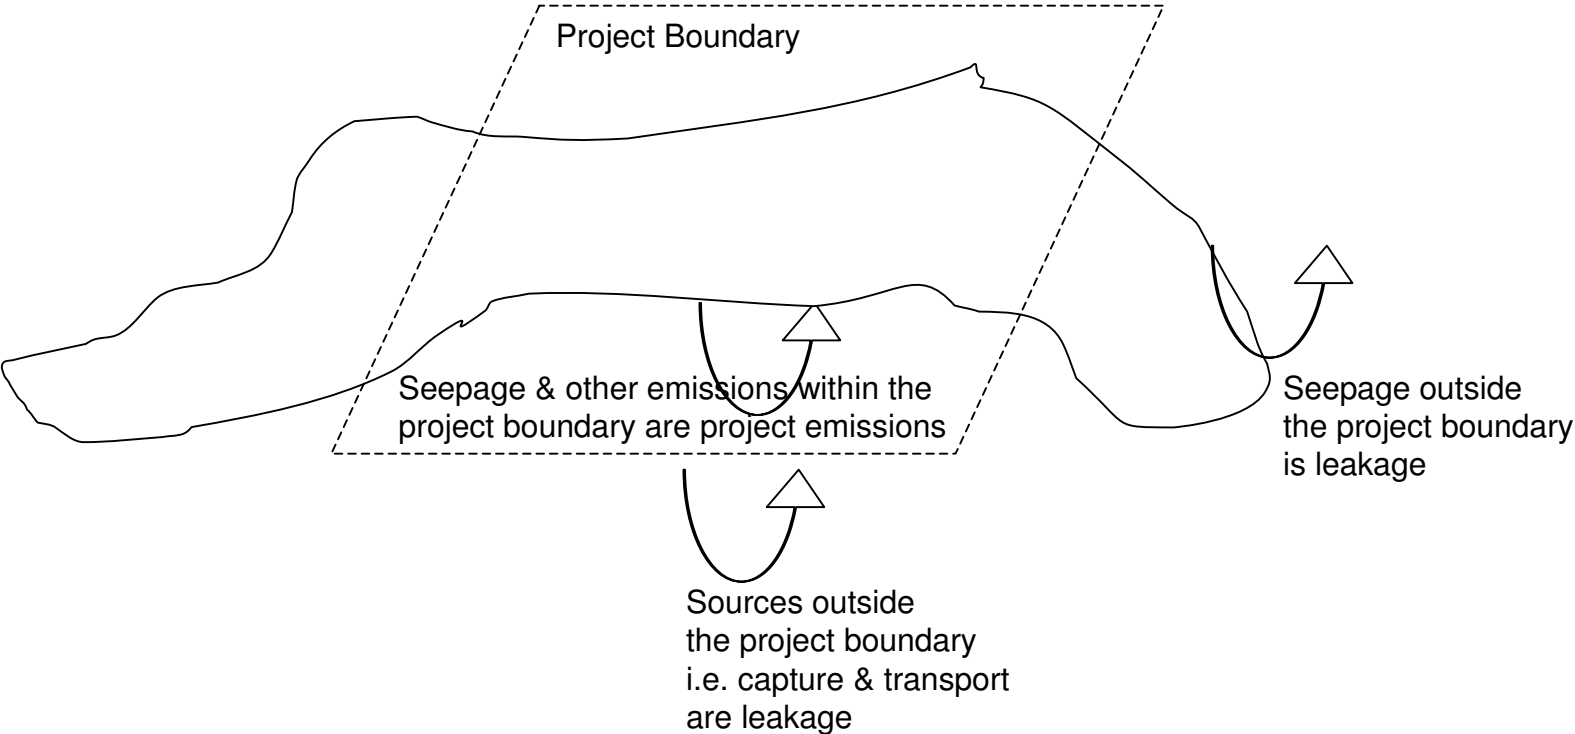 Project Boundary
Seepage & other emissions within the
project boundary are project emissions
Seepage outside
the project boundary
is leakage
Sources outside
the project boundary
i.e. capture & transport
are leakage